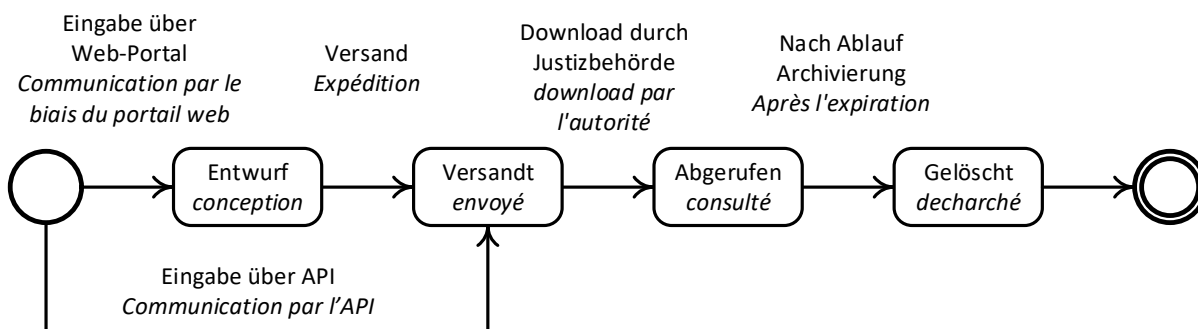 Eingabe über
Web-Portal
Communication par le
biais du portail web
Versand
Expédition
Download durch
Justizbehörde
download par
l'autorité
Nach Ablauf
Archivierung
Après l'expiration
Entwurf
conception
Versandt
envoyé
Abgerufen
consulté
Gelöscht
decharché
Eingabe über API
Communication par l’API